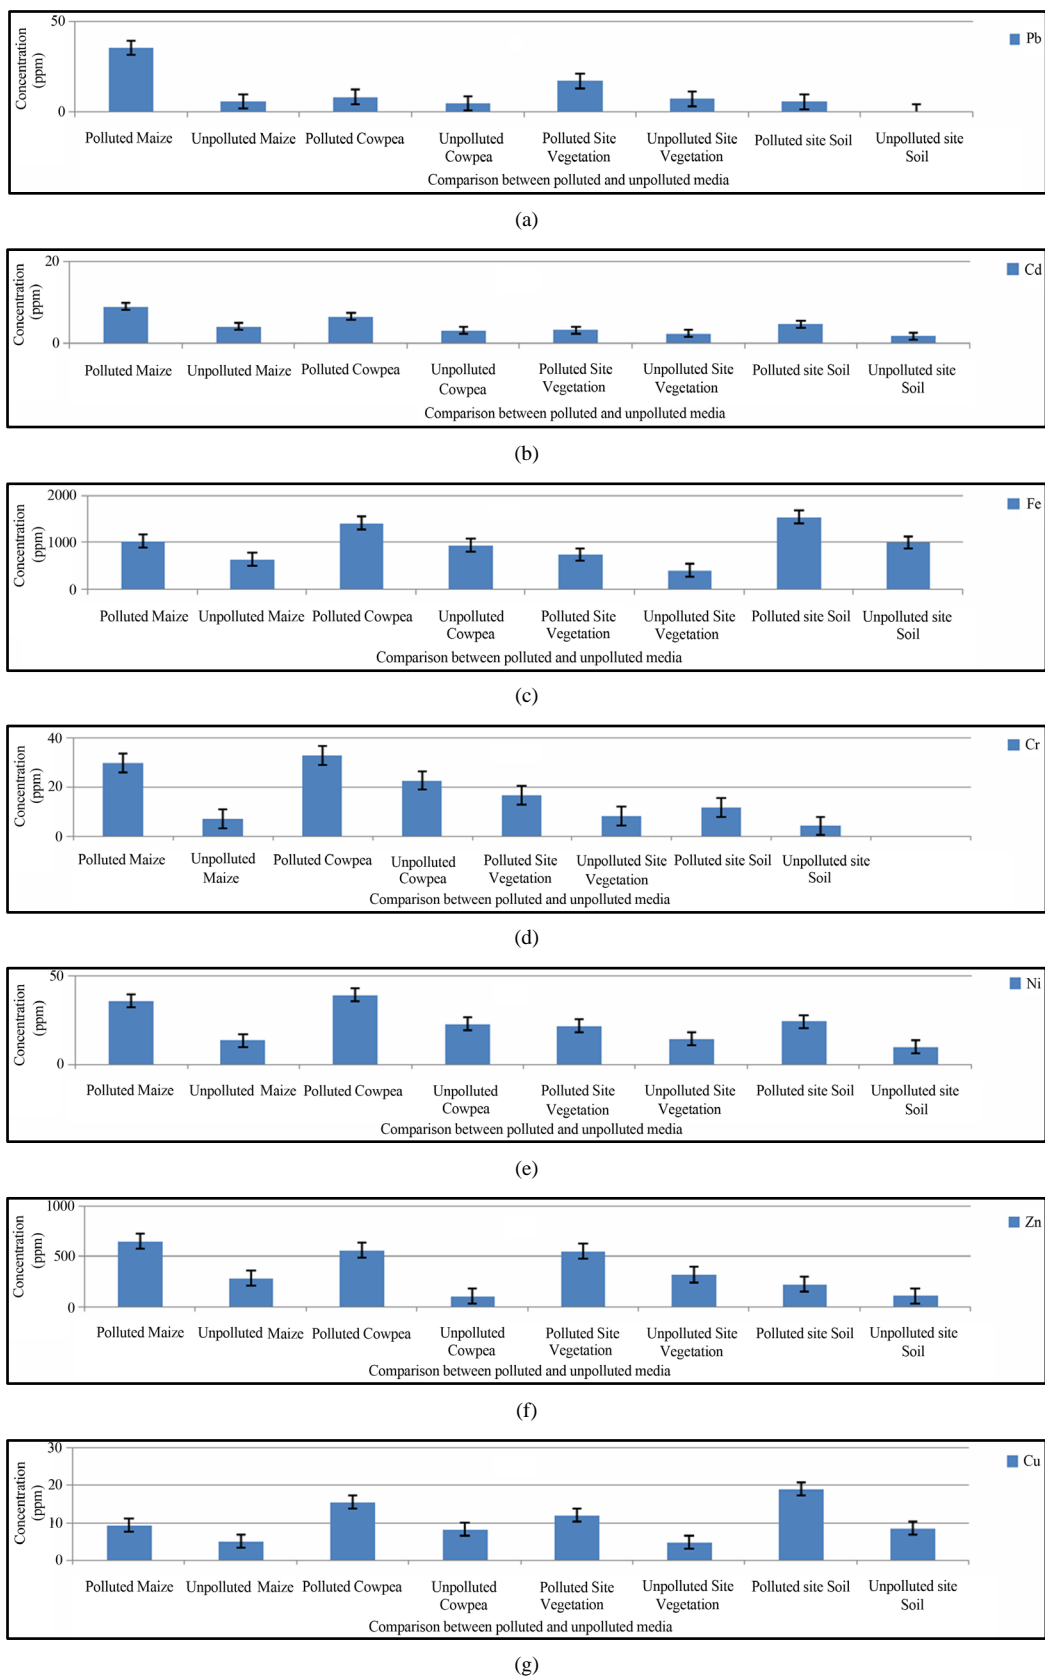 50
Pb
Concentration
(ppm)
0
Polluted Maize
Unpolluted Maize
Polluted Cowpea
Unpolluted
Cowpea
Polluted Site
Vegetation
Unpolluted Site
Vegetation
Polluted site Soil
Unpolluted site
Soil
Comparison between polluted and unpolluted media
(a)
20
Cd
Concentration
(ppm)
0
Polluted Maize
Unpolluted Maize
Polluted Cowpea
Unpolluted
Cowpea
Polluted Site
Vegetation
Unpolluted Site
Vegetation
Polluted site Soil
Unpolluted site
Soil
Comparison between polluted and unpolluted media
(b)
2000
Fe
Concentration
(ppm)
1000
0
Polluted Maize
Unpolluted Maize
Polluted Cowpea
Unpolluted
Cowpea
Polluted Site
Vegetation
Unpolluted Site
Vegetation
Polluted site Soil
Unpolluted site
Soil
Comparison between polluted and unpolluted media
(c)
40
Cr
Concentration
(ppm)
20
0
Polluted Maize
Unpolluted
Maize
Polluted Cowpea
Unpolluted
Cowpea
Polluted Site
Vegetation
Unpolluted Site
Vegetation
Polluted site Soil
Unpolluted site
Soil
Comparison between polluted and unpolluted media
(d)
50
Ni
Concentration
(ppm)
0
Polluted Maize
Unpolluted Maize
Polluted Cowpea
Unpolluted
Cowpea
Polluted Site
Vegetation
Unpolluted Site
Vegetation
Polluted site Soil
Unpolluted site
Soil
Comparison between polluted and unpolluted media
(e)
1000
Zn
Concentration
(ppm)
500
0
Polluted Maize
Unpolluted Maize
Polluted Cowpea
Unpolluted
Cowpea
Polluted Site
Vegetation
Unpolluted Site
Vegetation
Polluted site Soil
Unpolluted site
Soil
Comparison between polluted and unpolluted media
(f)
30
Cu
Concentration
(ppm)
20
10
0
Polluted Maize
Unpolluted Maize
Polluted Cowpea
Unpolluted
Cowpea
Polluted Site
Vegetation
Unpolluted Site
Vegetation
Polluted site Soil
Unpolluted site
Soil
Comparison between polluted and unpolluted media
(g)